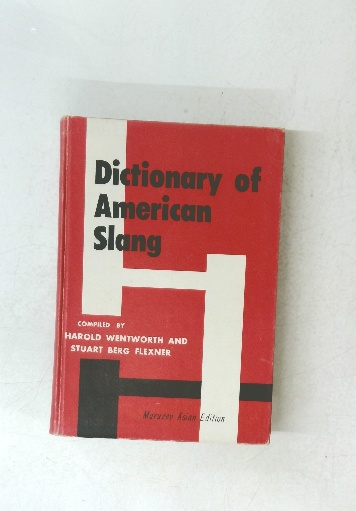 Dictionary of
American
Slang
COMPILED BY
HAROLD WENTWORTH AND
STUART BERG FLEXNER
Maruzen Asian Edition